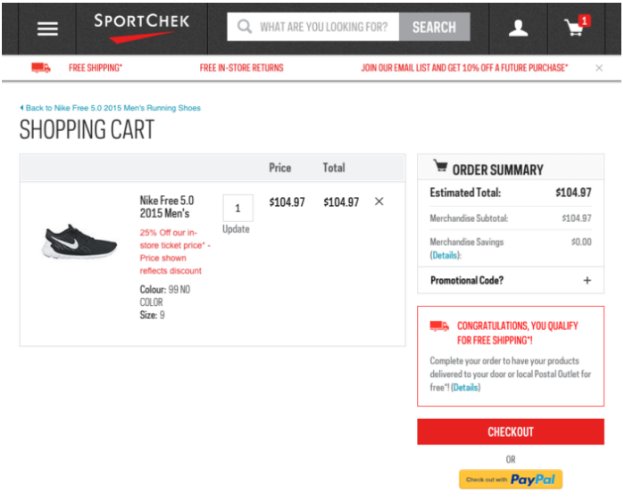 SPORTCHEK
WHAT ARE YOU LOOKING FOR?
SEARCH
1
FREE SHIPPING*
FREE IN-STORE RETURNS
JOIN OUR EMAIL LIST AND GET 10% OFF A FUTURE PURCHASE*
Back to Nike Free 5.0 2015 Men's Running Shoes
SHOPPING CART
Price Total
Nike Free 5.0
2015 Men's
25% Off our in-
store ticket price* -
Price shown
reflects discount
Colour: 99 NO
COLOR
Size: 9
1
Update
$104.97 $104.97
ORDER SUMMARY
Estimated Total: $104.97
Merchandise Subtotal: $104.97
Merchandise Savings $0.00
(Details):
Promotional Code? +
CONGRATULATIONS, YOU QUALIFY
FOR FREE SHIPPING*!
Complete your order to have your products
delivered to your door or local Postal Outlet for
free*! (Details)
CHECKOUT
OR
Check out with PayPal